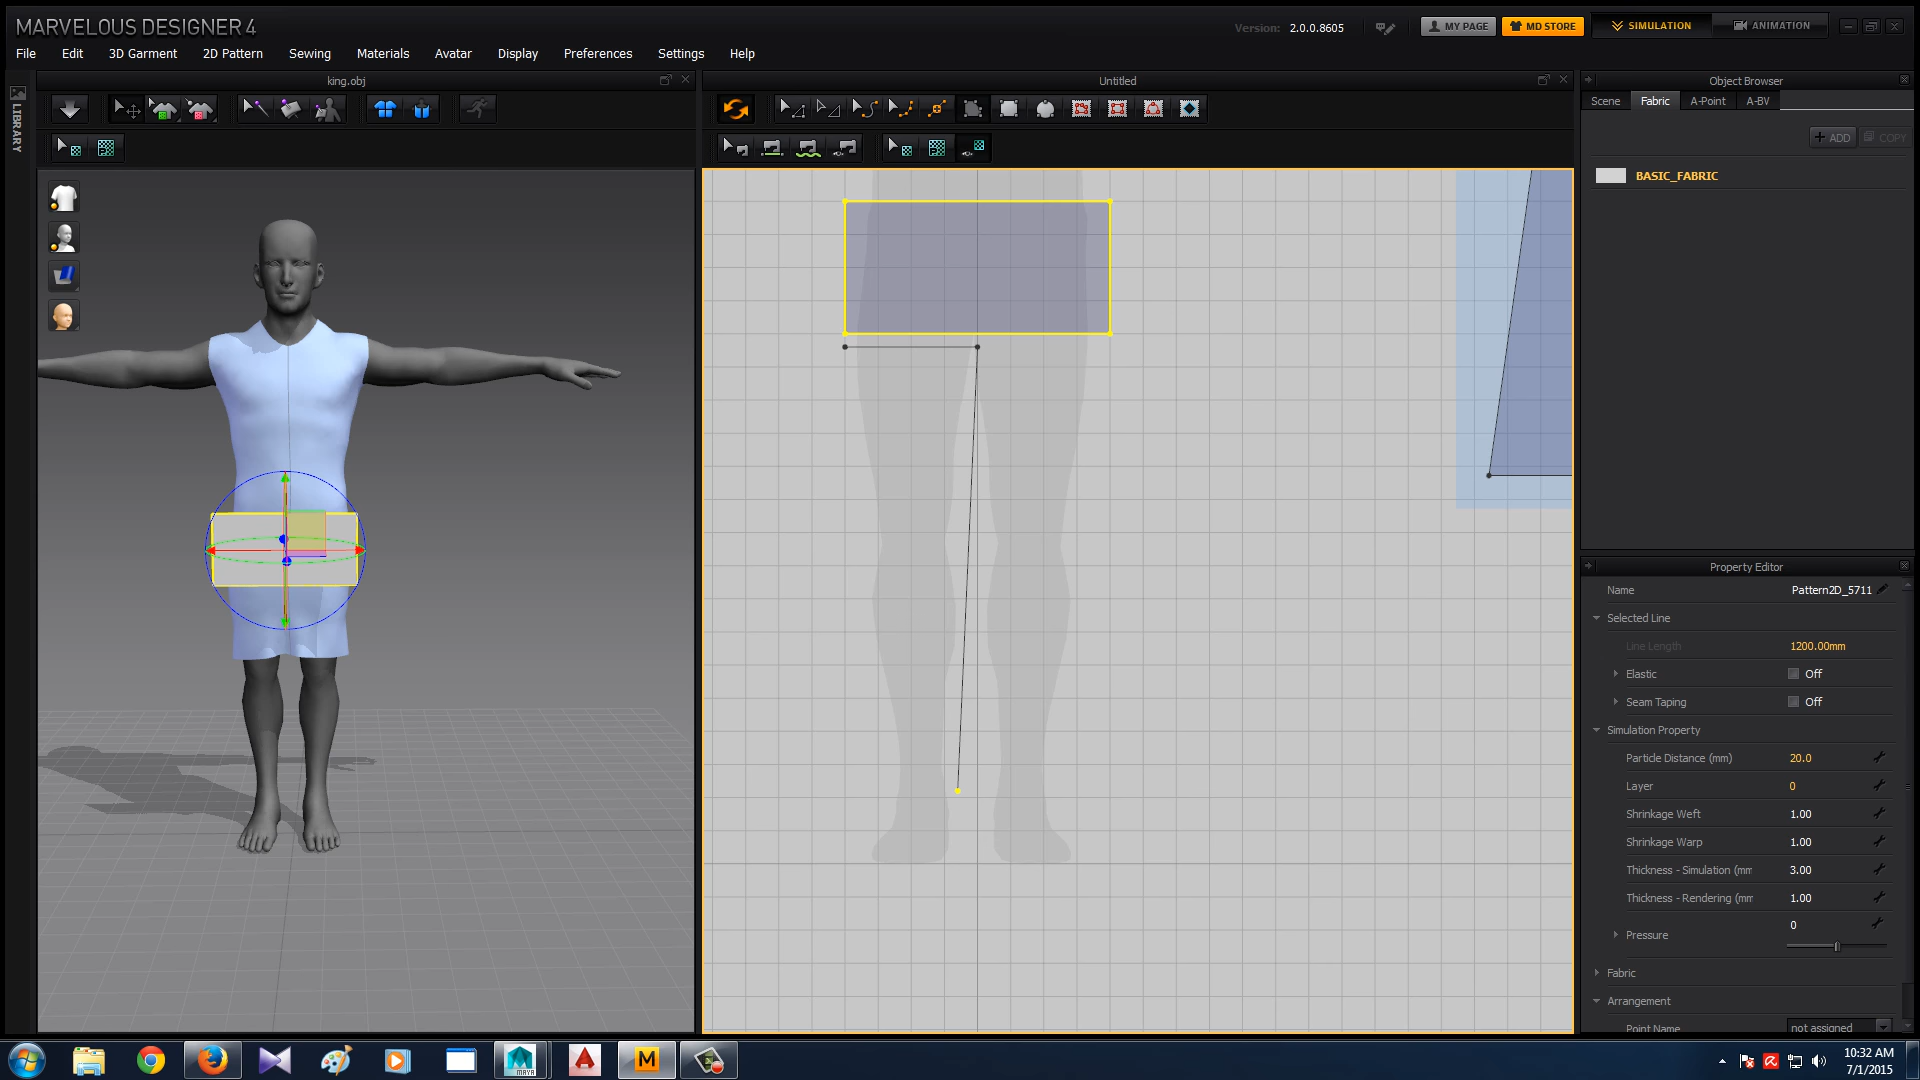 MARVELOUS DESIGNER 4
Version: 2.0.0.8605
MY PAGE
MD STORE
SIMULATION
ANIMATION
File Edit 3D Garment 2D Pattern Sewing Materials Avatar Display Preferences Settings Help
king.obj
Untitled
Object Browser
LIBRARY
Scene Fabric A-Point A-BV
+ ADD COPY
BASIC_FABRIC
Property Editor
Name Pattern2D_5711
Selected Line
Line Length 1200.00mm
Elastic Off
Seam Taping Off
Simulation Property
Particle Distance (mm) 20.0
Layer 0
Shrinkage Weft 1.00
Shrinkage Warp 1.00
Thickness - Simulation (mm 3.00
Thickness - Rendering (mm 1.00
Pressure 0
Fabric
Arrangement
Point Name not assigned
MAYA
A
M
10:32 AM
7/1/2015